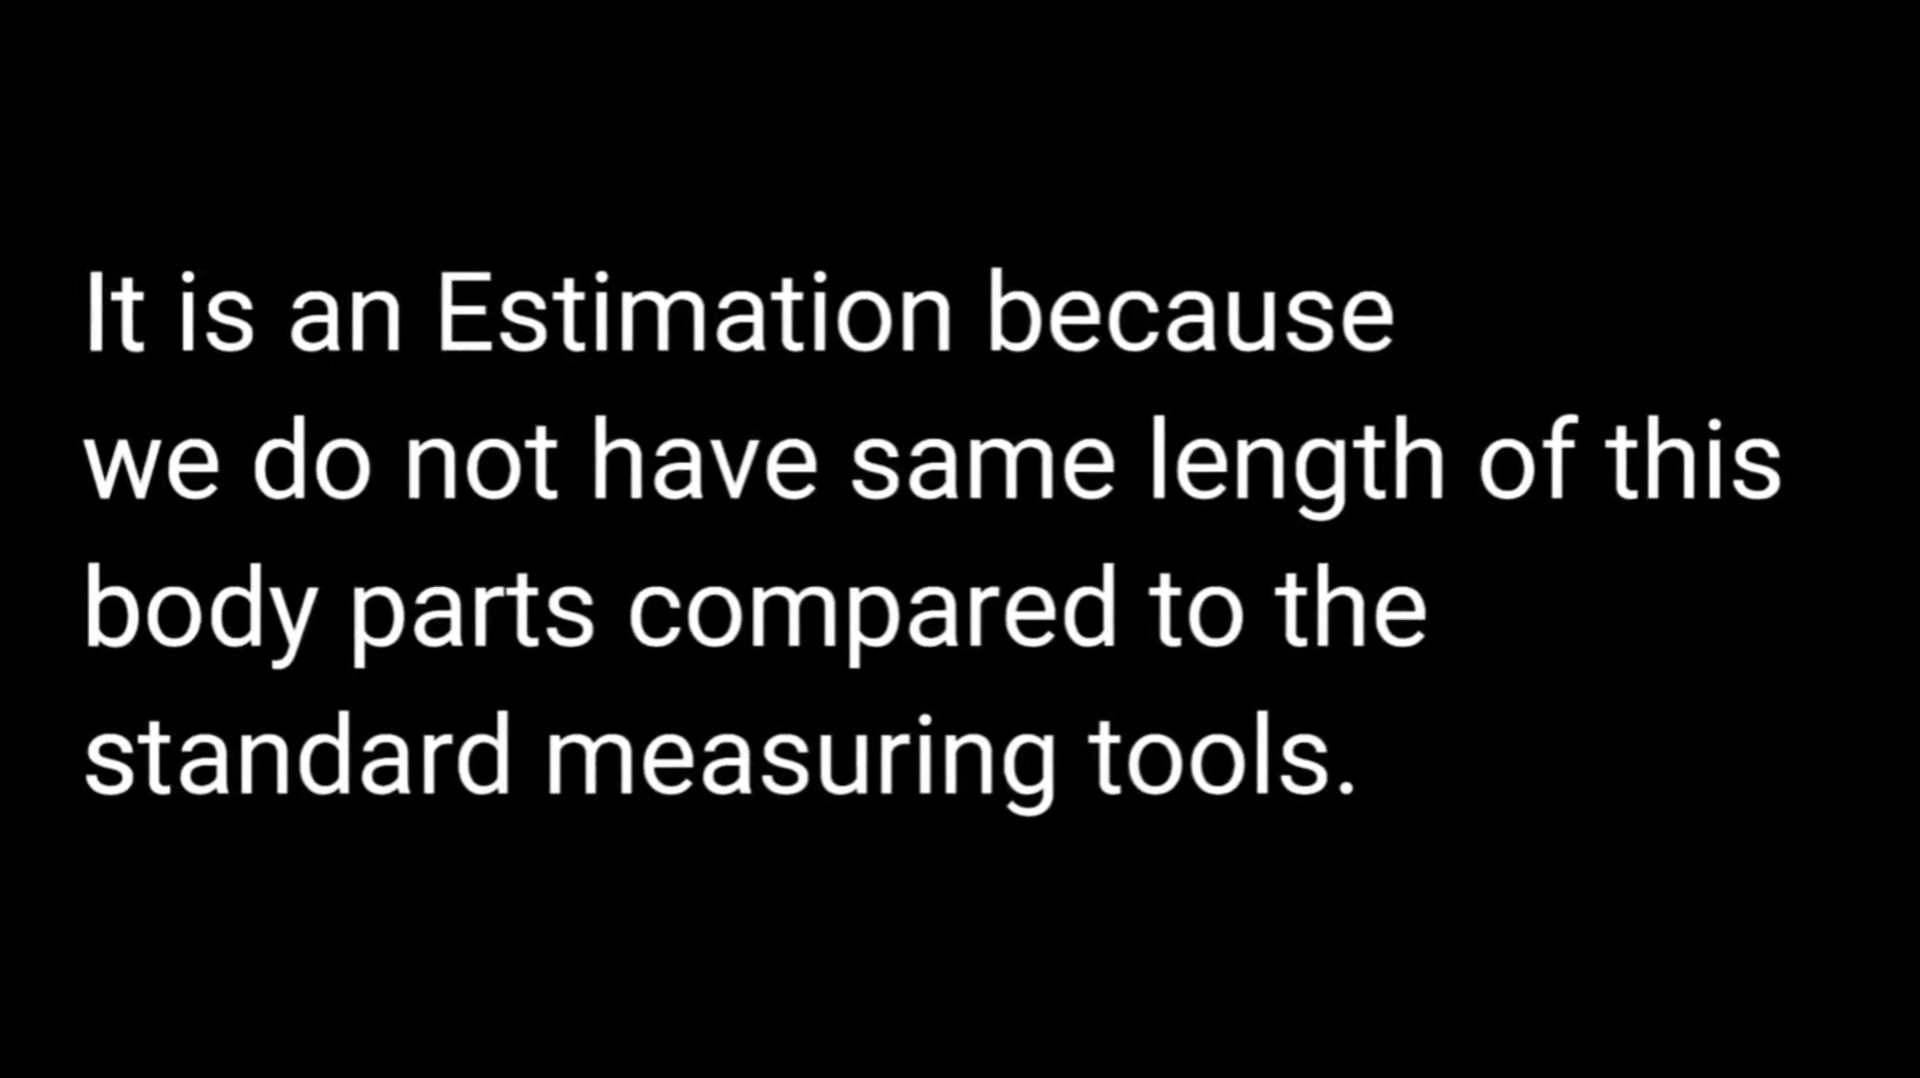 It is an Estimation because
we do not have same length of this
body parts compared to the
standard measuring tools.